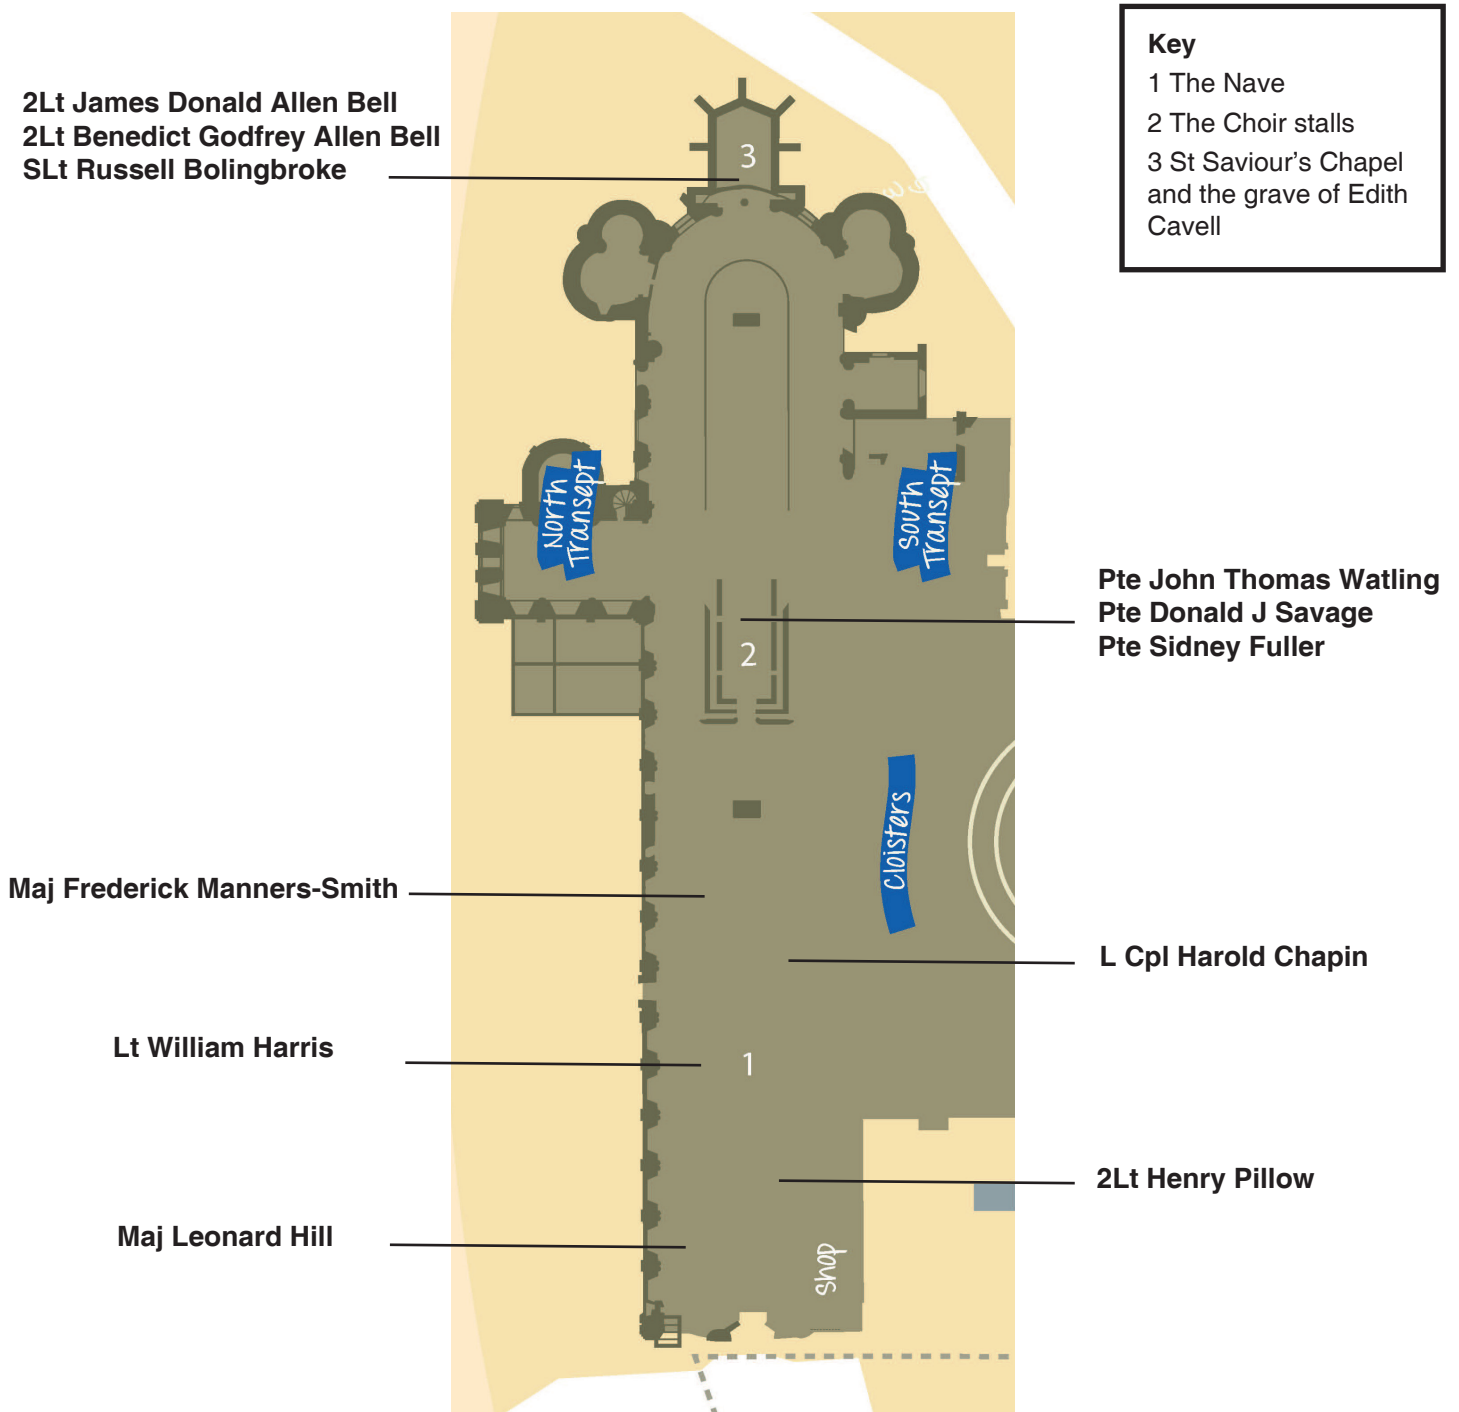 Key
1 The Nave
2 The Choir stalls
3 St Saviour's Chapel
and the grave of Edith
Cavell
2Lt James Donald Allen Bell
2Lt Benedict Godfrey Allen Bell
SLt Russell Bolingbroke
3
North
Transept
South
Transept
Pte John Thomas Watling
Pte Donald J Savage
Pte Sidney Fuller
2
Cloisters
Maj Frederick Manners-Smith
L Cpl Harold Chapin
Lt William Harris
1
2Lt Henry Pillow
Maj Leonard Hill
shop